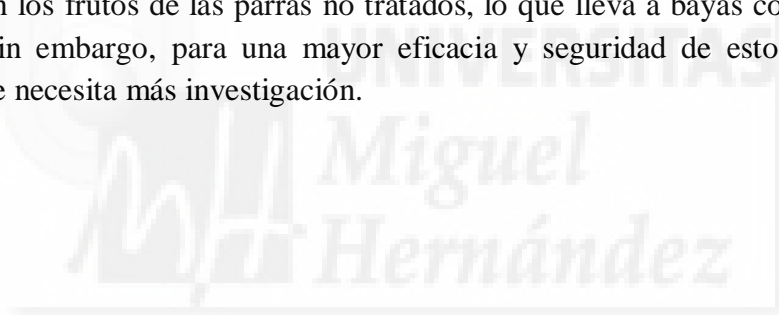 n los frutos de las parras no tratados, lo que lleva a bayas co
in embargo, para una mayor eficacia y seguridad de esto
e necesita más investigación.
UNIVERSITAS
Miguel
Hernández